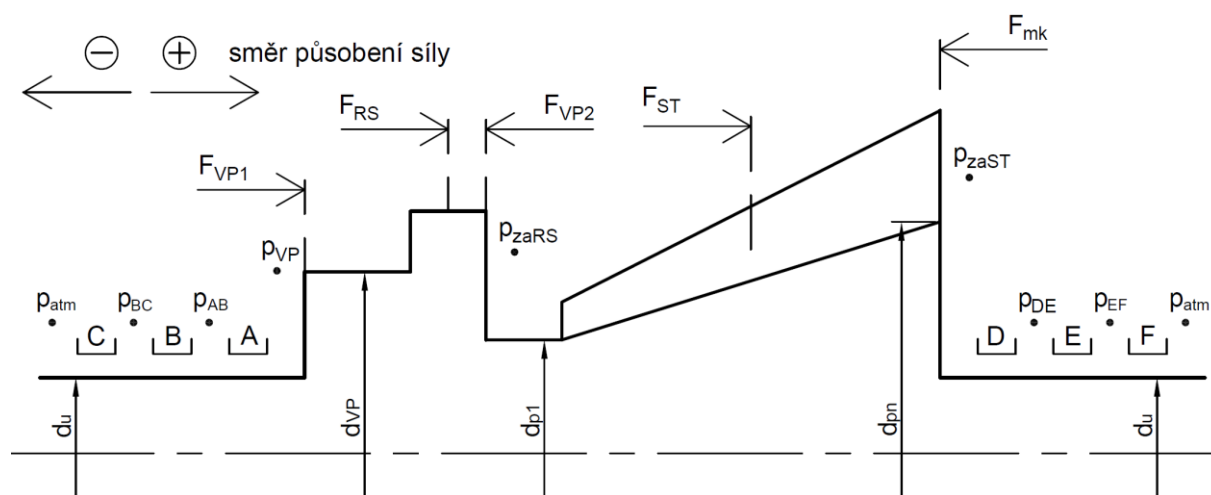 − + směr působení síly
F_mk
F_RS F_VP2 F_ST
F_VP1
p_zaST
p_VP p_zaRS
p_atm p_BC p_AB p_DE p_EF p_atm
C B A D E F
d_u d_VP d_p1 d_pn d_u